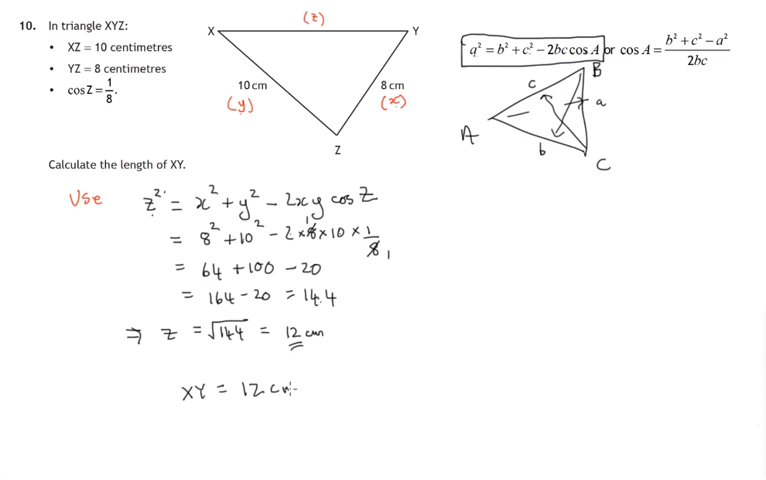 10. In triangle XYZ:
• XZ = 10 centimetres
• YZ = 8 centimetres
• cosZ = 1/8.
X
(z)
Y
10 cm
(y)
8 cm
(x)
Z
a² = b² + c² − 2bc cos A or cos A = (b² + c² − a²)/2bc
B
c
a
A
b
C
Calculate the length of XY.
Use z² = x² + y² − 2xy cos Z
= 8² + 10² − 2 × 8 1 × 10 × 1/8 1
= 64 + 100 − 20
= 164 − 20 = 144
⇒ z = √144 = 12 cm
XY = 12 cm